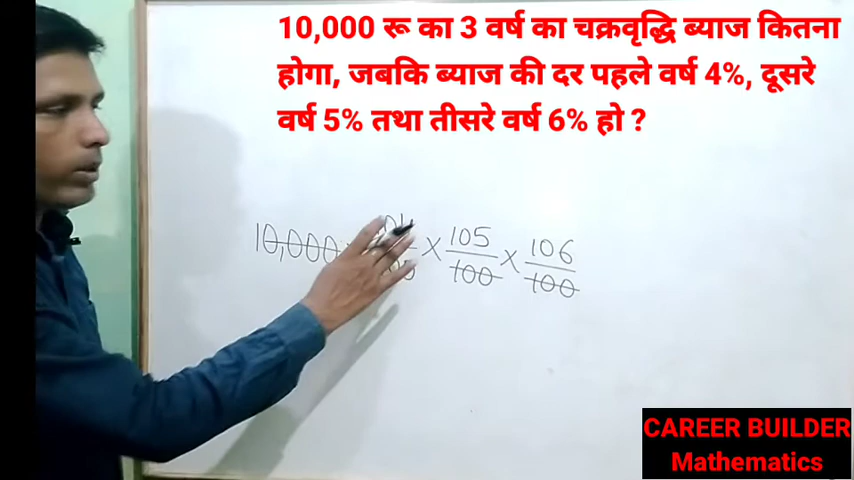 10,000 रू का 3 वर्ष का चक्रवृद्धि ब्याज कितना
होगा, जबकि ब्याज की दर पहले वर्ष 4%, दूसरे
वर्ष 5% तथा तीसरे वर्ष 6% हो ?
10,000 × 105/100 × 106/100
CAREER BUILDER
Mathematics